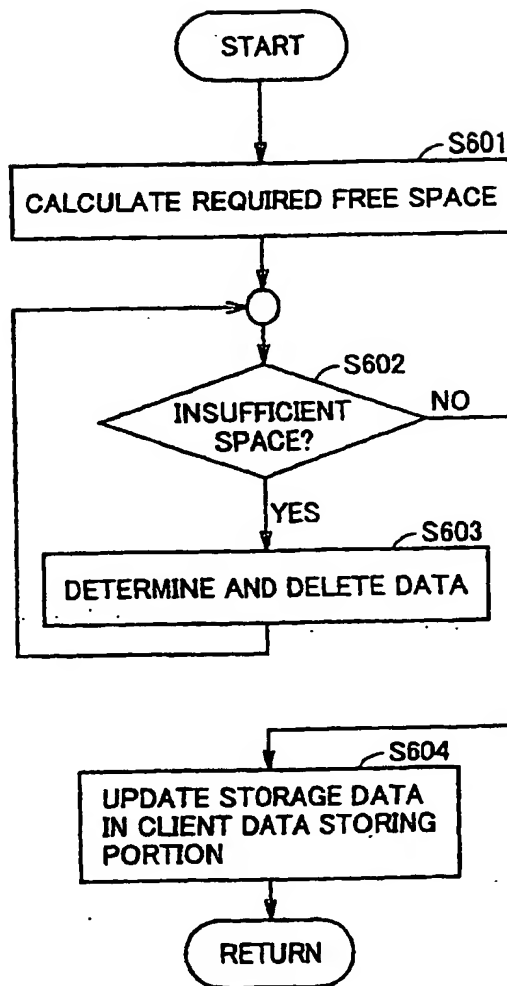 START
S601
CALCULATE REQUIRED FREE SPACE
S602
INSUFFICIENT
SPACE?
NO
YES
S603
DETERMINE AND DELETE DATA
S604
UPDATE STORAGE DATA
IN CLIENT DATA STORING
PORTION
RETURN